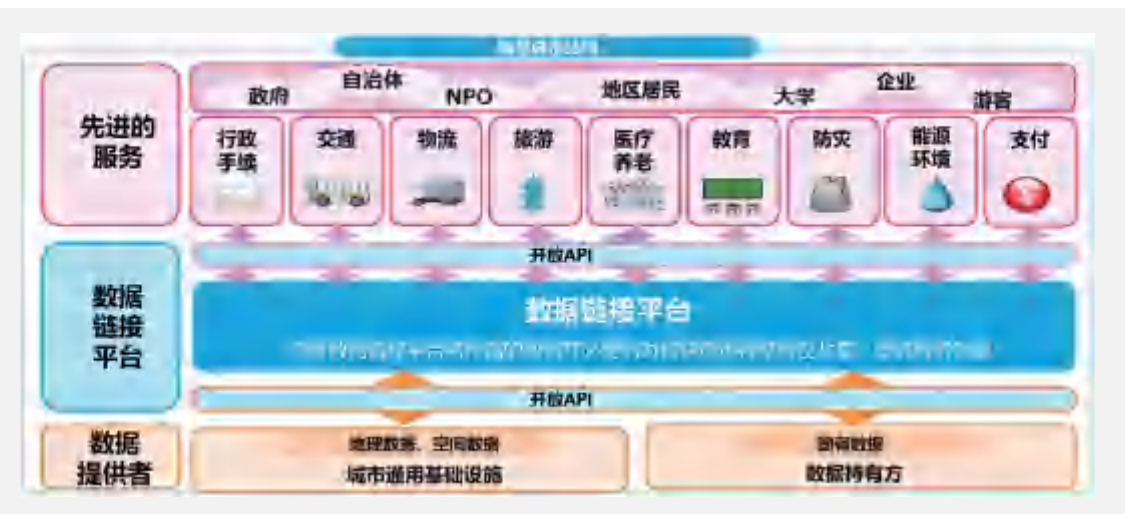 政府
自治体
NPO
地区居民
大学
企业
游客
先进的
服务
行政
手续
交通
物流
旅游
医疗
养老
教育
防灾
能源
环境
支付
开放API
数据
链接
平台
数据链接平台
开放API
数据
提供者
地理数据、空间数据
城市通用基础设施
固有数据
数据持有方